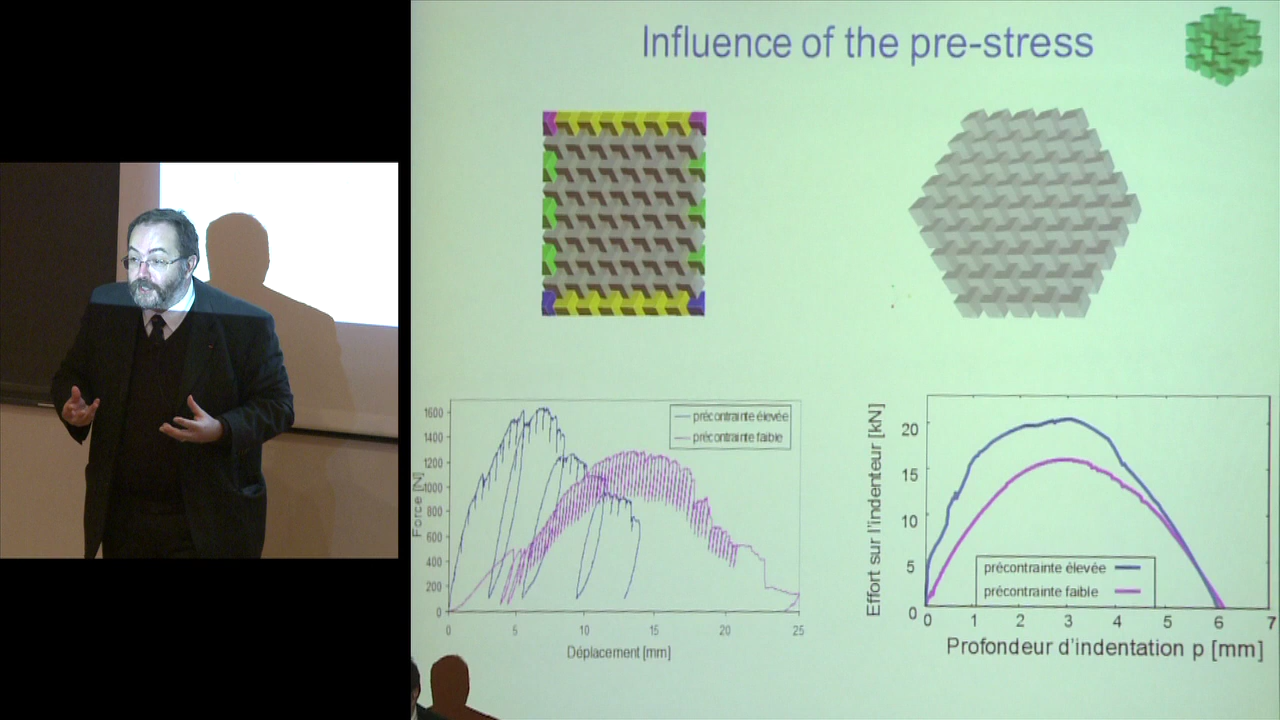 Influence of the pre-stress
précontrainte élevée
précontrainte faible
Force [N]
1600
1400
1200
1000
800
600
400
200
0
0 5 10 15 20 25
Déplacement [mm]
Effort sur l'indenteur [kN]
20
15
10
5
0
précontrainte élevée
précontrainte faible
0 1 2 3 4 5 6 7
Profondeur d'indentation p [mm]